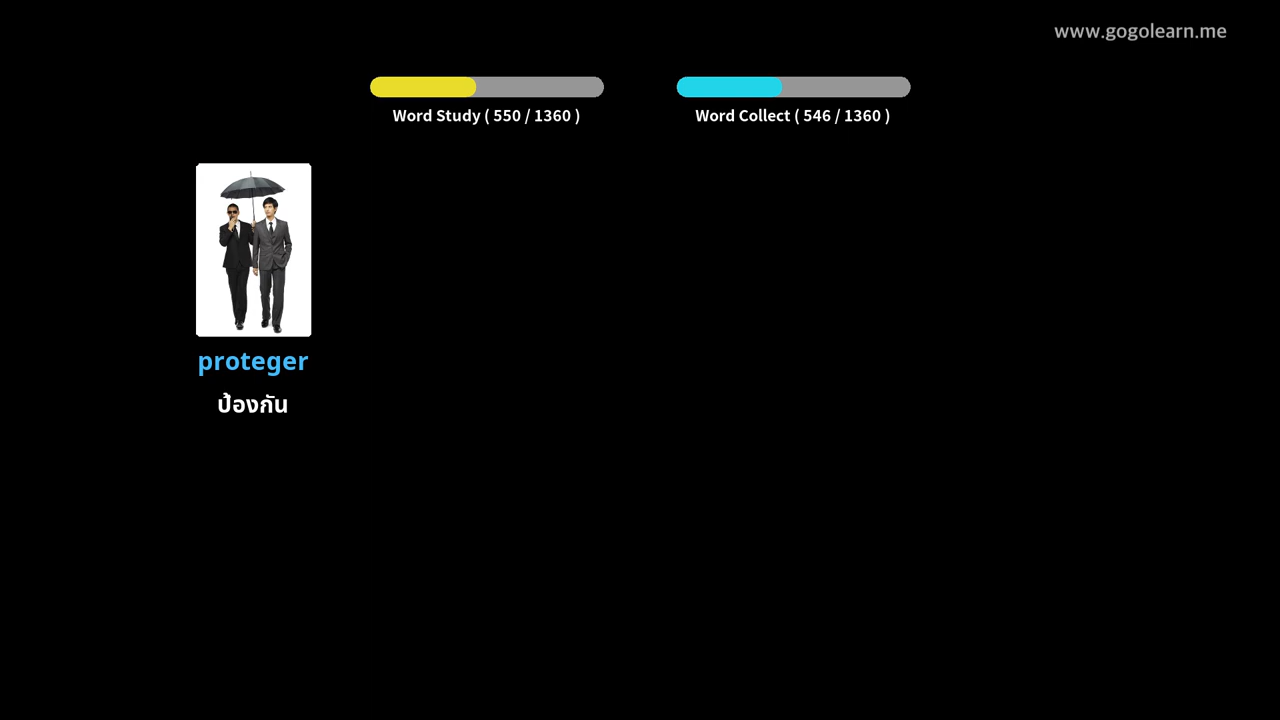 www.gogolearn.me
Word Study ( 550 / 1360 )
Word Collect ( 546 / 1360 )
proteger
ป้องกัน